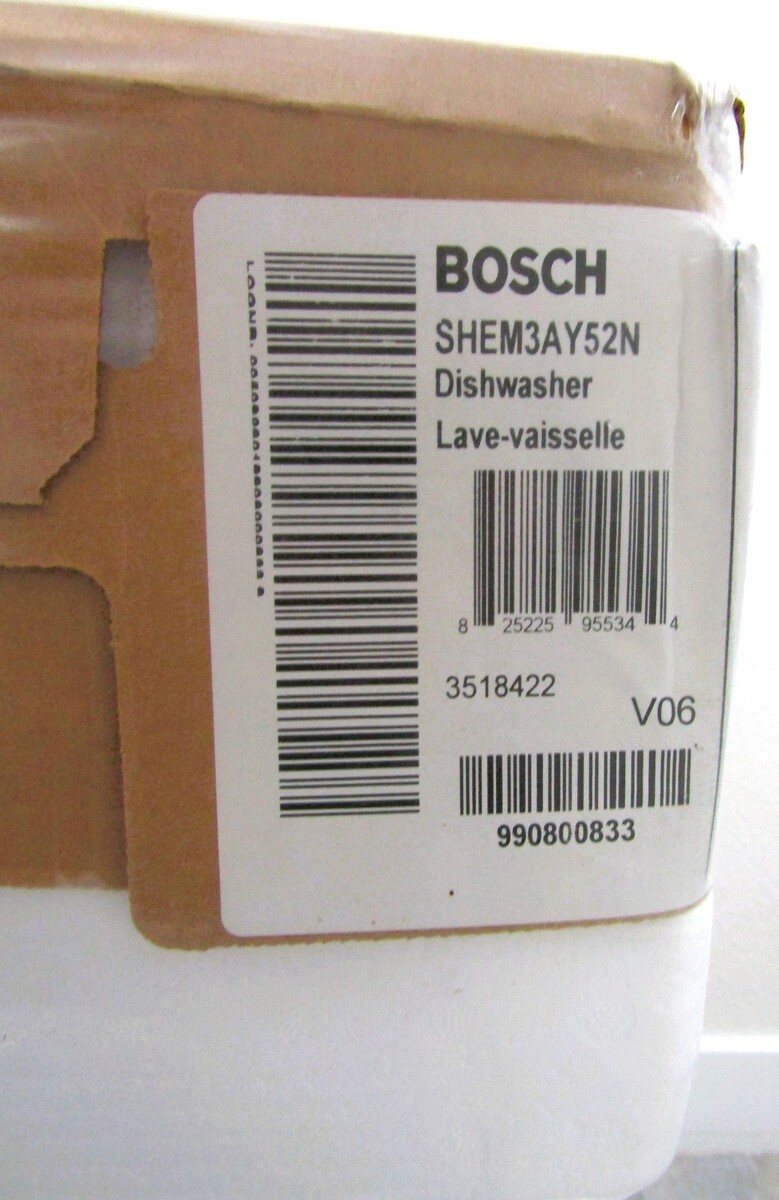 BOSCH
SHEM3AY52N
Dishwasher
Lave-vaisselle
8 25225 95534 4
3518422
V06
990800833